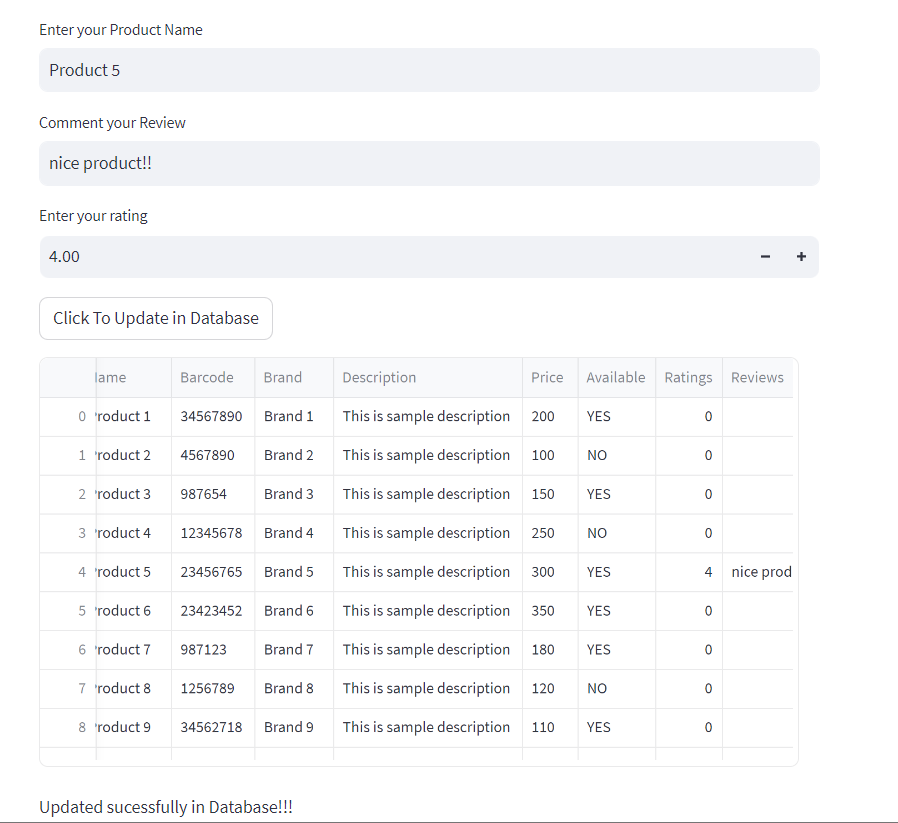 Enter your Product Name
Product 5
Comment your Review
nice product!!
Enter your rating
4.00 − +
Click To Update in Database
ame Barcode Brand Description Price Available Ratings Reviews
0 roduct 1 34567890 Brand 1 This is sample description 200 YES 0
1 roduct 2 4567890 Brand 2 This is sample description 100 NO 0
2 roduct 3 987654 Brand 3 This is sample description 150 YES 0
3 roduct 4 12345678 Brand 4 This is sample description 250 NO 0
4 roduct 5 23456765 Brand 5 This is sample description 300 YES 4 nice prod
5 roduct 6 23423452 Brand 6 This is sample description 350 YES 0
6 roduct 7 987123 Brand 7 This is sample description 180 YES 0
7 roduct 8 1256789 Brand 8 This is sample description 120 NO 0
8 roduct 9 34562718 Brand 9 This is sample description 110 YES 0
Updated sucessfully in Database!!!